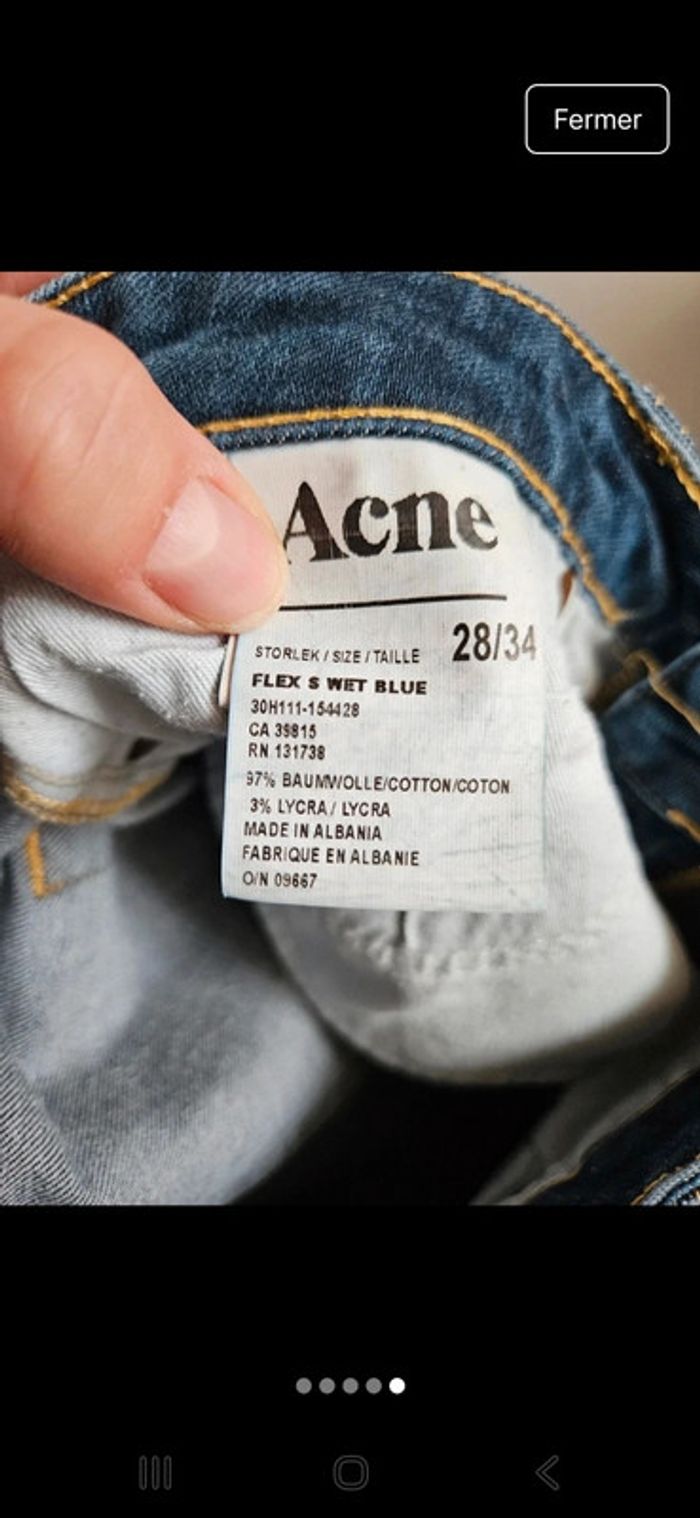 Fermer
Acne
STORLEK / SIZE / TAILLE 28/34
FLEX S WET BLUE
30H111-154428
CA 39815
RN 131738
97% BAUMWOLLE/COTTON/COTON
3% LYCRA / LYCRA
MADE IN ALBANIA
FABRIQUE EN ALBANIE
O/N 09667